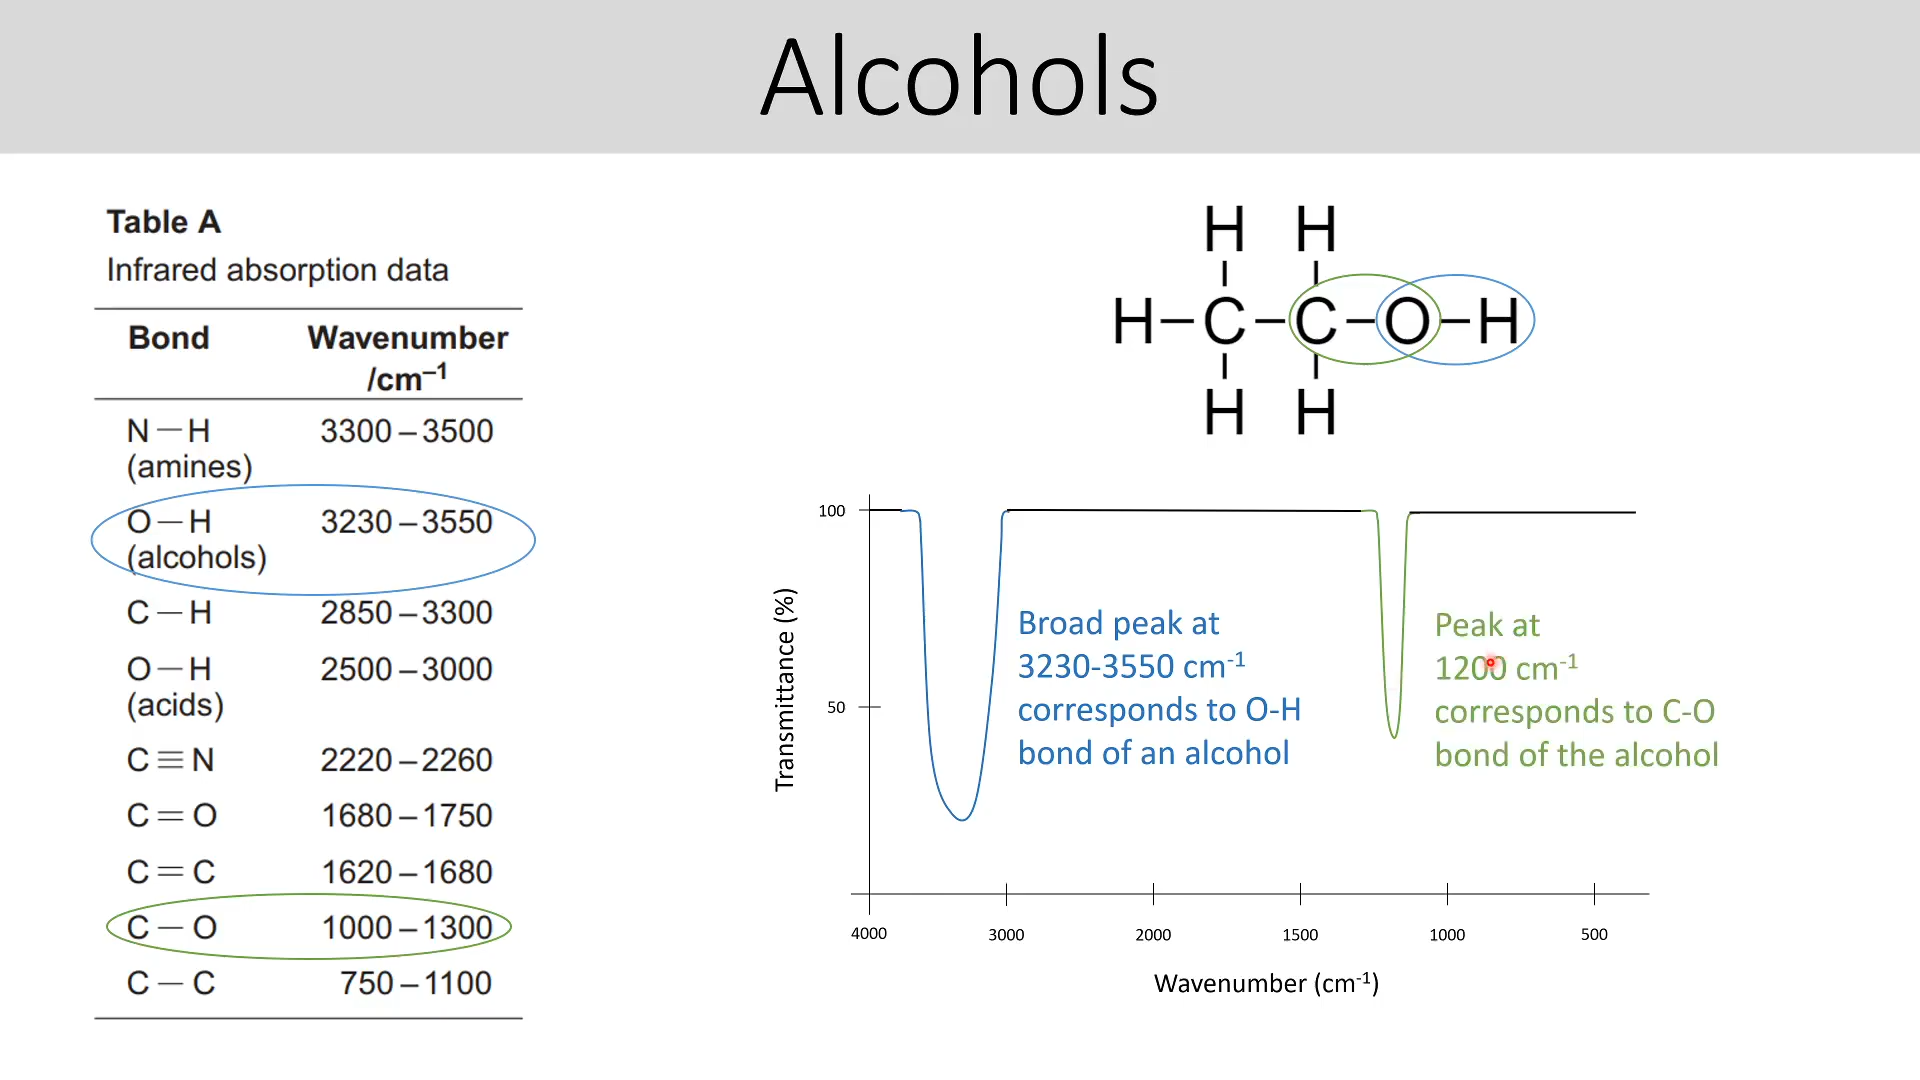 Alcohols
Table A
Infrared absorption data
Bond Wavenumber
/cm⁻¹
N—H 3300–3500
(amines)
O—H 3230–3550
(alcohols)
C—H 2850–3300
O—H 2500–3000
(acids)
C≡N 2220–2260
C=O 1680–1750
C=C 1620–1680
C—O 1000–1300
C—C 750–1100
H H
H–C–C–O–H
H H
100
50
Transmittance (%)
Broad peak at
3230-3550 cm⁻¹
corresponds to O-H
bond of an alcohol
Peak at
1200 cm⁻¹
corresponds to C-O
bond of the alcohol
4000 3000 2000 1500 1000 500
Wavenumber (cm⁻¹)